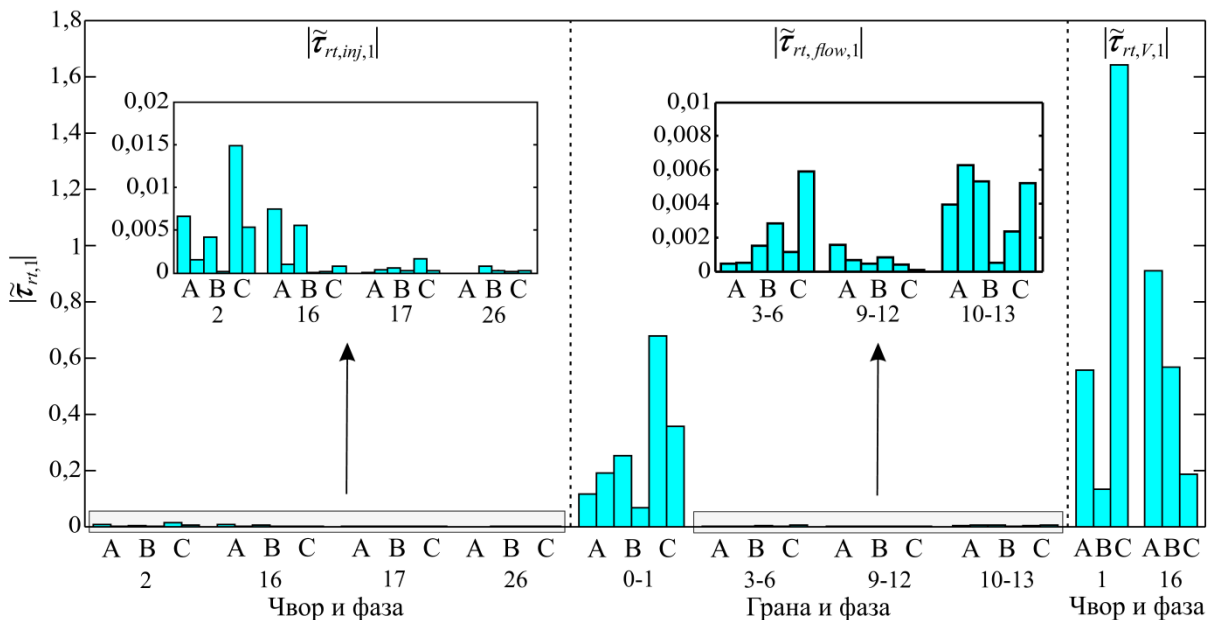 1,8
1,6
1,4
1,2
1
0,8
0,6
0,4
0,2
0
|τ̃rt,1|
|τ̃rt,inj,1|
0,02
0,015
0,01
0,005
0
A B C A B C A B C A B C
2 16 17 26
|τ̃rt,flow,1|
0,01
0,008
0,006
0,004
0,002
0
A B C A B C A B C
3-6 9-12 10-13
|τ̃rt,V,1|
A B C A B C A B C A B C A B C A B C A B C A B C ABC ABC
2 16 17 26 0-1 3-6 9-12 10-13 1 16
Чвор и фаза Грана и фаза Чвор и фаза